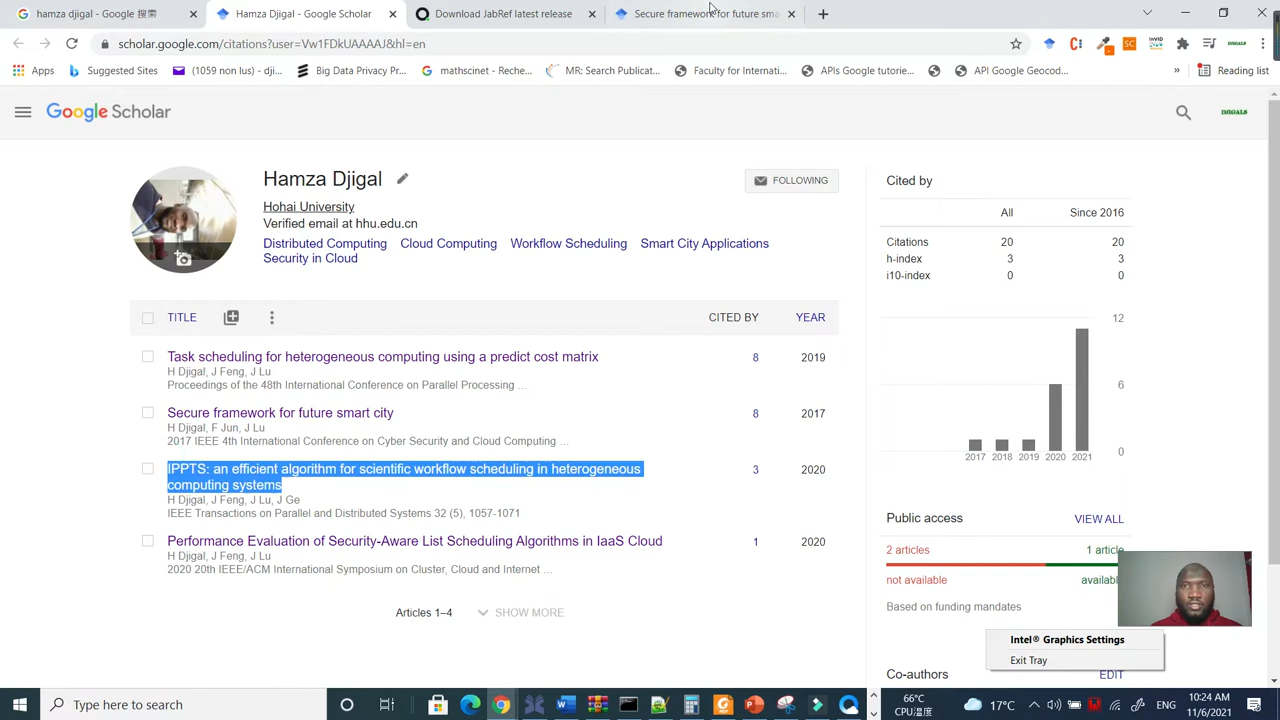 hamza djigal - Google 搜索
Hamza Djigal - Google Scholar
Download JabRef latest release
Secure framework for future sma
scholar.google.com/citations?user=Vw1FDkUAAAAJ&hl=en
Apps
Suggested Sites
(1059 non lus) - dji...
Big Data Privacy Pr...
mathscinet - Reche...
MR: Search Publicat...
Faculty for Internati...
APIs Google tutorie...
API Google Geocod...
»
Reading list
Google Scholar
Hamza Djigal
FOLLOWING
Hohai University
Verified email at hhu.edu.cn
Distributed Computing Cloud Computing Workflow Scheduling Smart City Applications
Security in Cloud
TITLE CITED BY YEAR
Task scheduling for heterogeneous computing using a predict cost matrix 8 2019
H Djigal, J Feng, J Lu
Proceedings of the 48th International Conference on Parallel Processing ...
Secure framework for future smart city 8 2017
H Djigal, F Jun, J Lu
2017 IEEE 4th International Conference on Cyber Security and Cloud Computing ...
IPPTS: an efficient algorithm for scientific workflow scheduling in heterogeneous 3 2020
computing systems
H Djigal, J Feng, J Lu, J Ge
IEEE Transactions on Parallel and Distributed Systems 32 (5), 1057-1071
Performance Evaluation of Security-Aware List Scheduling Algorithms in IaaS Cloud 1 2020
H Djigal, J Feng, J Lu
2020 20th IEEE/ACM International Symposium on Cluster, Cloud and Internet ...
Articles 1–4 SHOW MORE
Cited by
All Since 2016
Citations 20 20
h-index 3 3
i10-index 0 0
12
6
0
2017 2018 2019 2020 2021
Public access VIEW ALL
2 articles 1 article
not available availabl
Based on funding mandates
Intel® Graphics Settings
Exit Tray
Co-authors EDIT
Type here to search
66°C
CPU温度
17°C
ENG
10:24 AM
11/6/2021